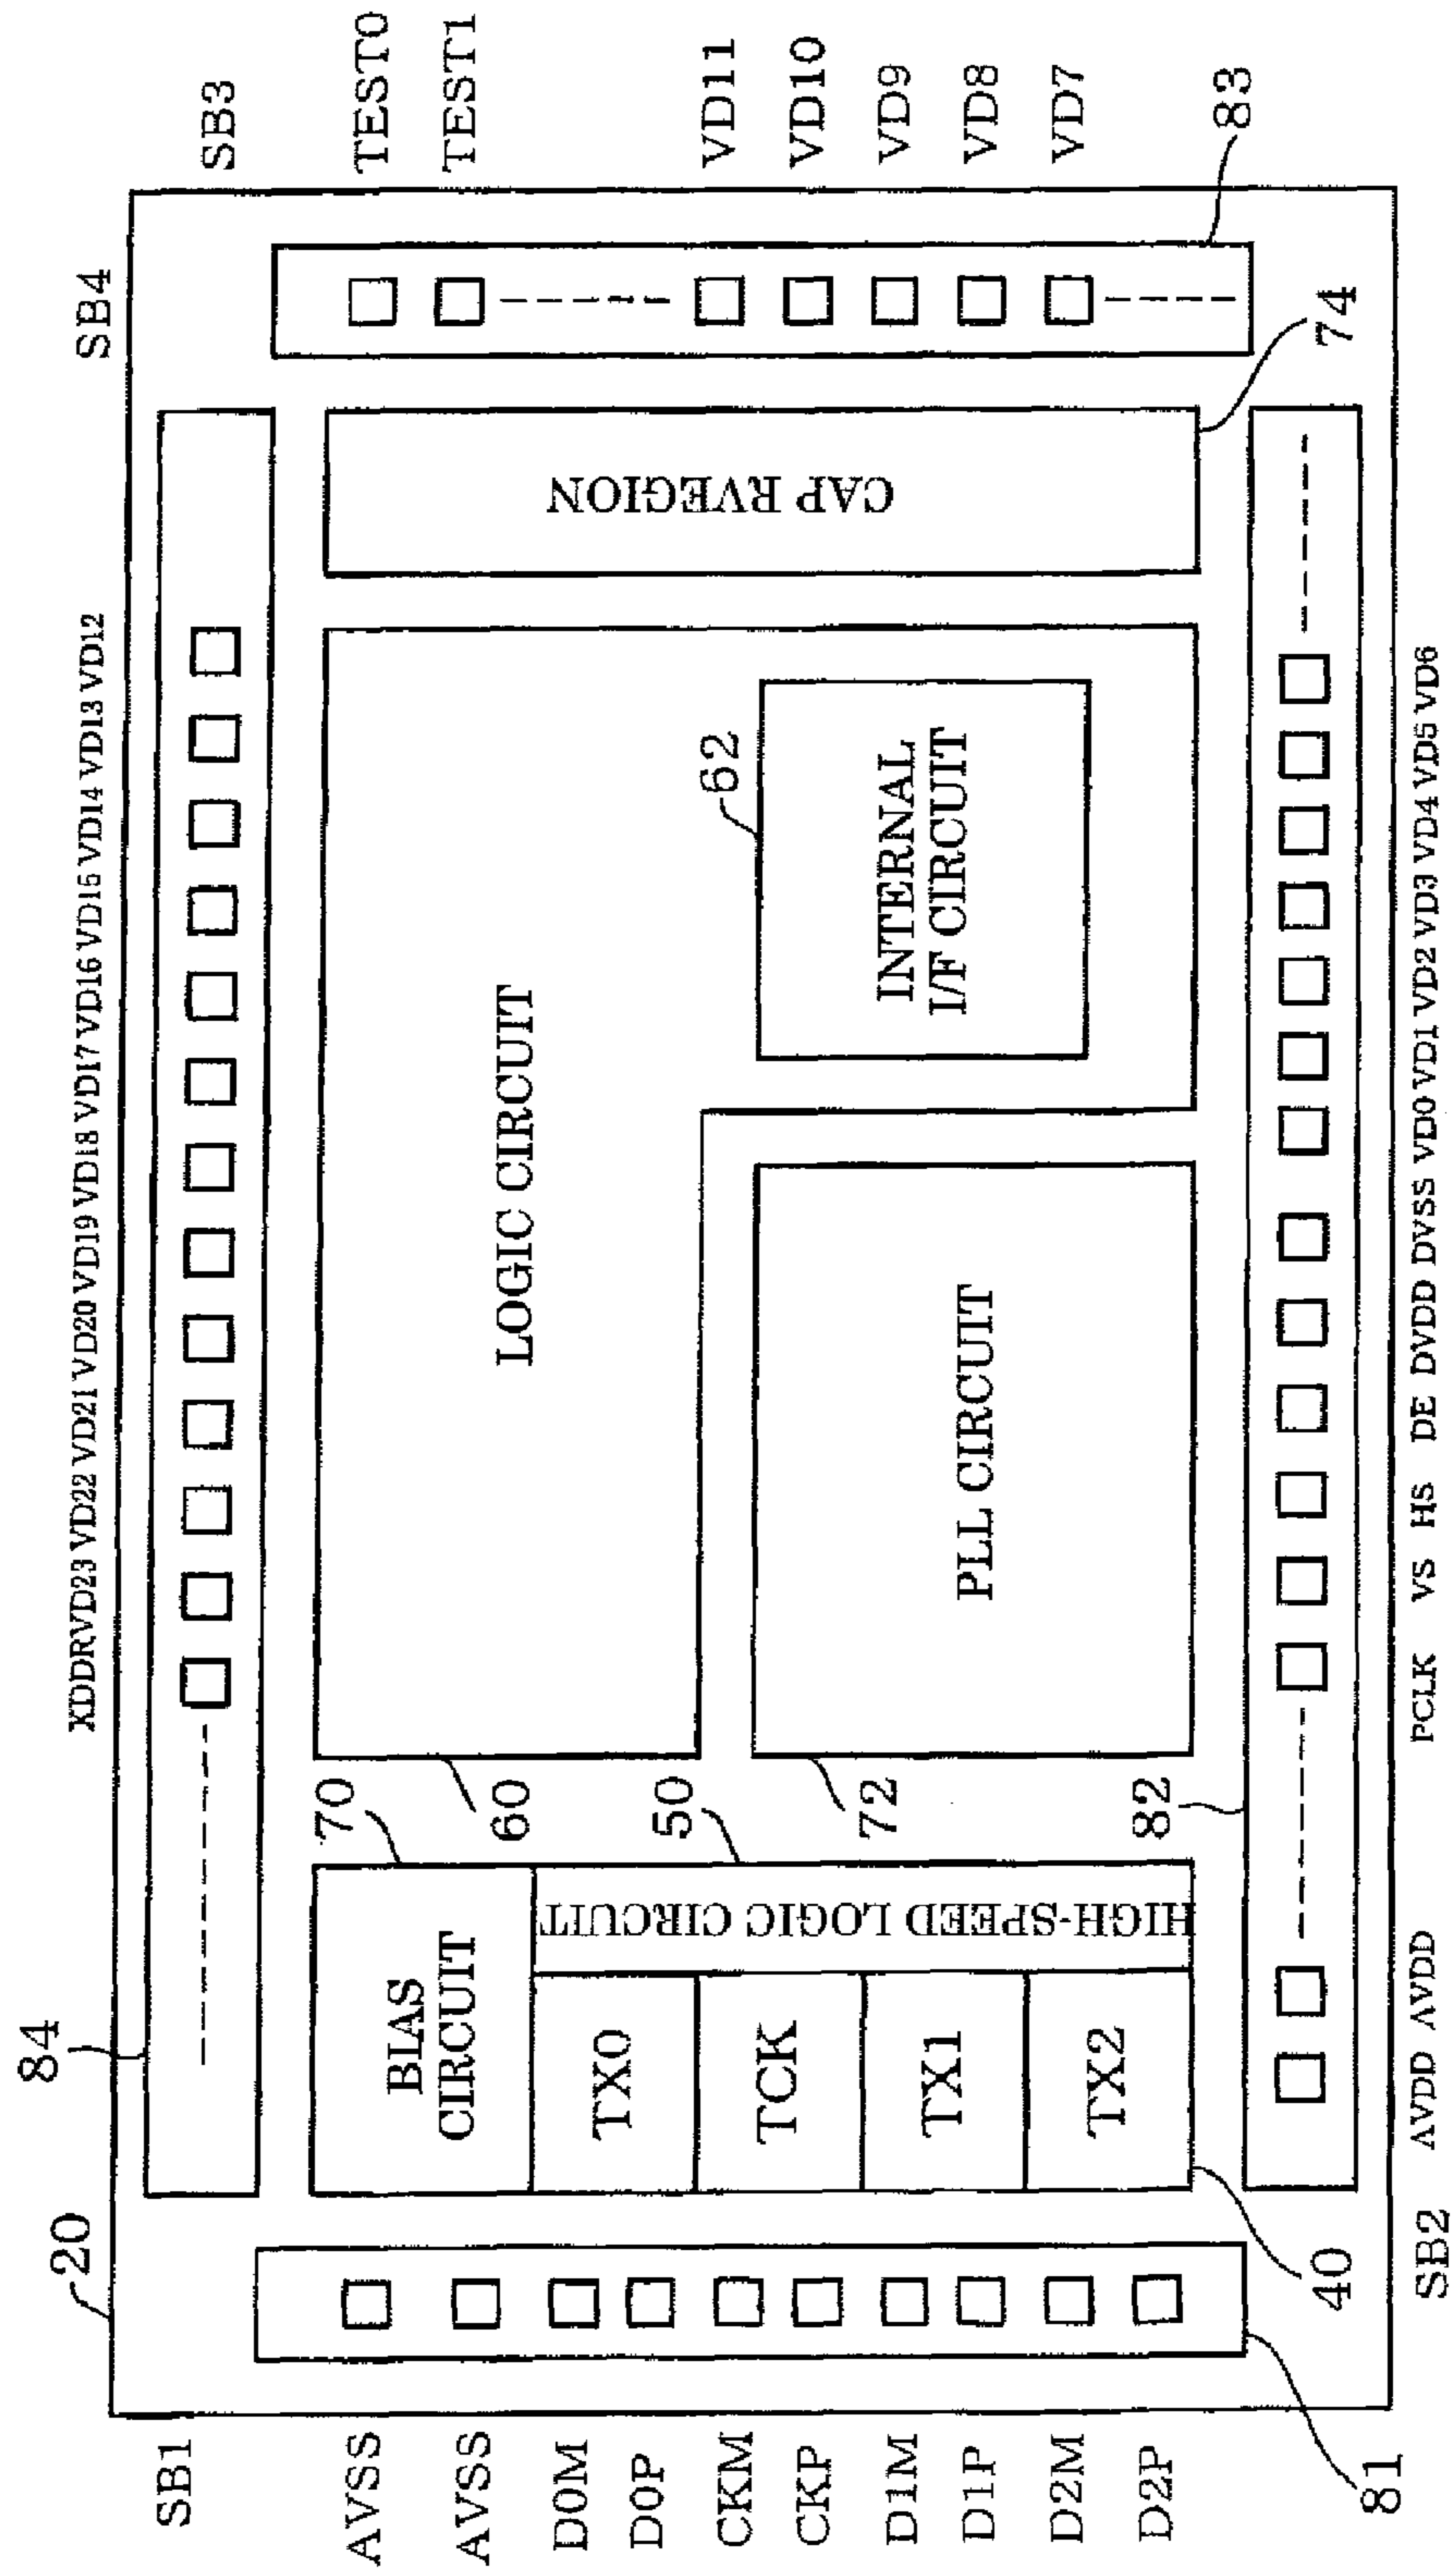 20
84
XDDRVD23 VD22 VD21 VD20 VD19 VD18 VD17 VD16 VD15 VD14 VD13 VD12
SB4
SB1
SB3
AVSS
AVSS
D0M
D0P
CKM
CKP
D1M
D1P
D2M
D2P
70
BLAS
CIRCUIT
TX0
TCK
TX1
TX2
HIGH-SPEED LOGIC CIRCUIT
60
LOGIC CIRCUIT
50
62
INTERNAL
I/F CIRCUIT
72
PLL CIRCUIT
CAP RVEGION
TEST0
TEST1
VD11
VD10
VD9
VD8
VD7
82
83
40
74
81
SB2
AVDD AVDD PCLK VS HS DE DVDD DVSS VD0 VD1 VD2 VD3 VD4 VD5 VD6